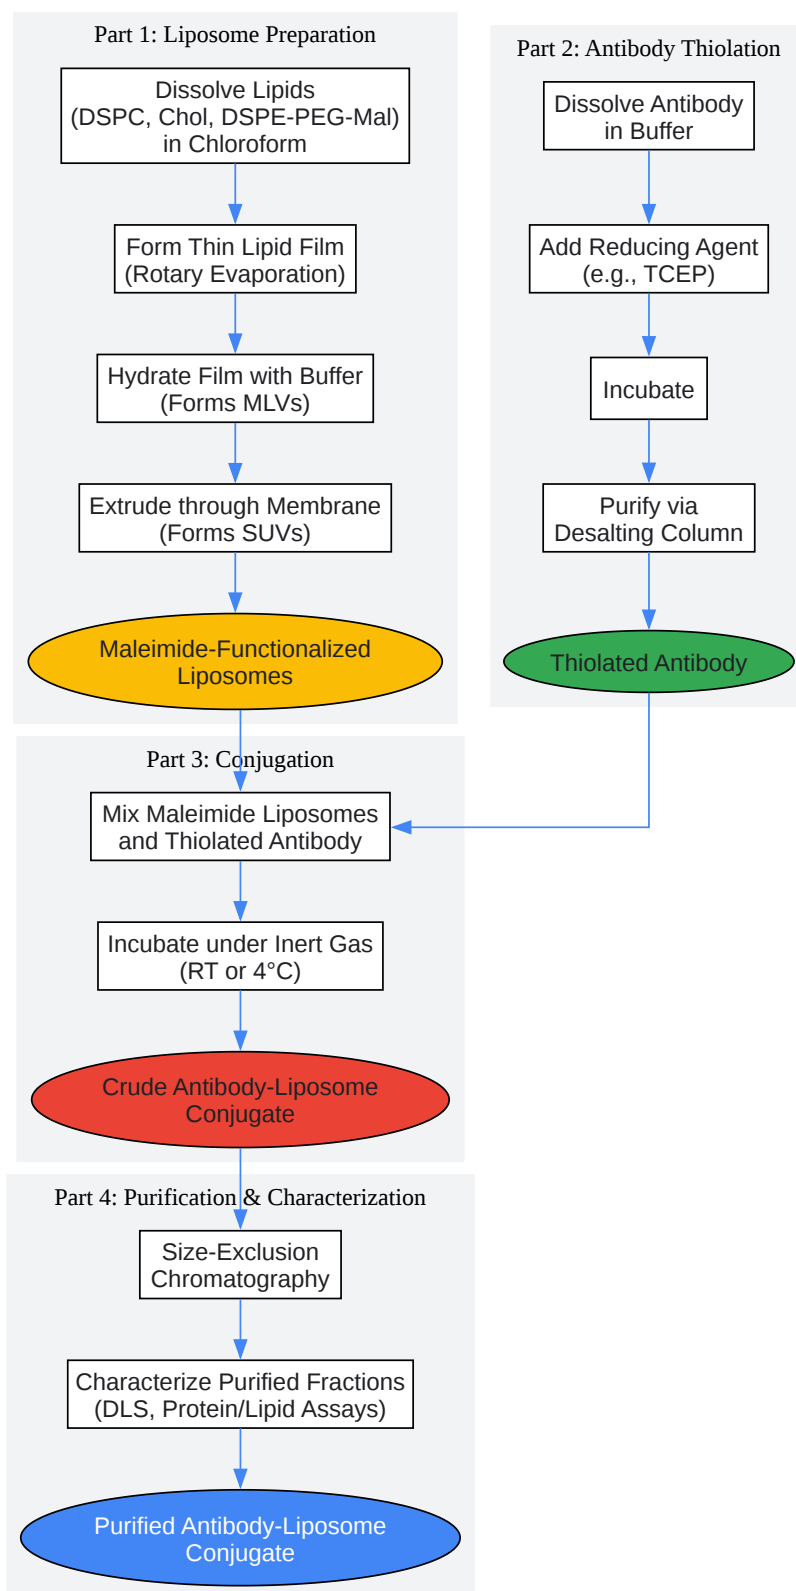 Part 1: Liposome Preparation
Dissolve Lipids
(DSPC, Chol, DSPE-PEG-Mal)
in Chloroform
Form Thin Lipid Film
(Rotary Evaporation)
Hydrate Film with Buffer
(Forms MLVs)
Extrude through Membrane
(Forms SUVs)
Maleimide-Functionalized
Liposomes
Part 2: Antibody Thiolation
Dissolve Antibody
in Buffer
Add Reducing Agent
(e.g., TCEP)
Incubate
Purify via
Desalting Column
Thiolated Antibody
Part 3: Conjugation
Mix Maleimide Liposomes
and Thiolated Antibody
Incubate under Inert Gas
(RT or 4°C)
Crude Antibody-Liposome
Conjugate
Part 4: Purification & Characterization
Size-Exclusion
Chromatography
Characterize Purified Fractions
(DLS, Protein/Lipid Assays)
Purified Antibody-Liposome
Conjugate